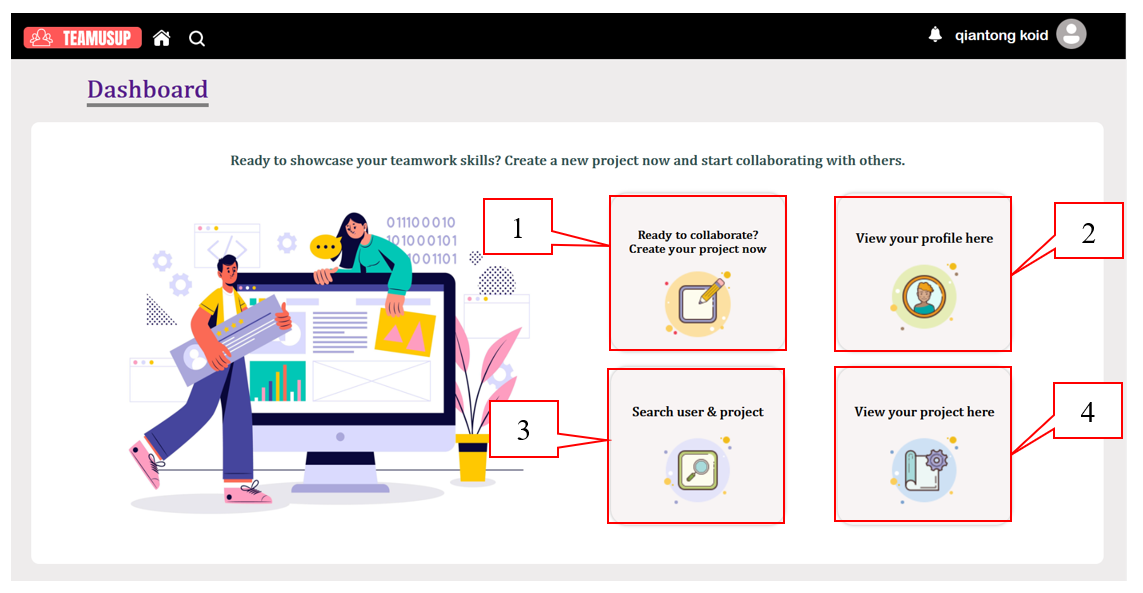 TEAMUSUP
qiantong koid
Dashboard
Ready to showcase your teamwork skills? Create a new project now and start collaborating with others.
01100010
101000101
001101
1
Ready to collaborate?
Create your project now
View your profile here
2
3
Search user & project
View your project here
4